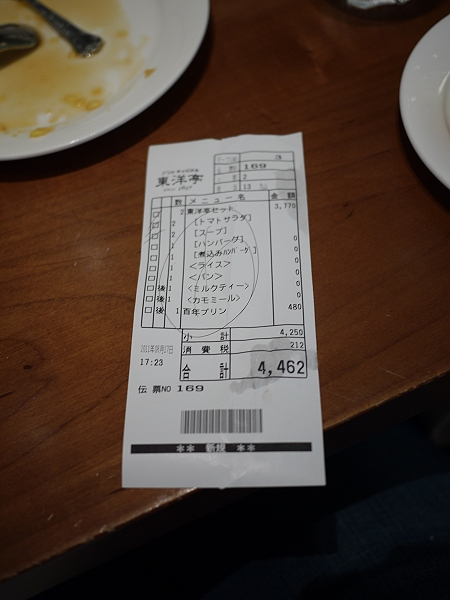 東洋亭
3
169
2
数 メニュー名 金額
2 東洋亭セット 3,770
2 [トマトサラダ] 0
2 [スープ] 0
1 [ハンバーグ] 0
1 [煮込みﾊﾝﾊﾞｰｸﾞ] 0
1 <ライス> 0
1 <パン> 0
後 1 <ミルクティー> 0
後 1 <カモミール> 0
1 百年プリン 480
小 計 4,250
消費税 212
合 計 4,462
17:23
伝票NO 169
** 新規 **